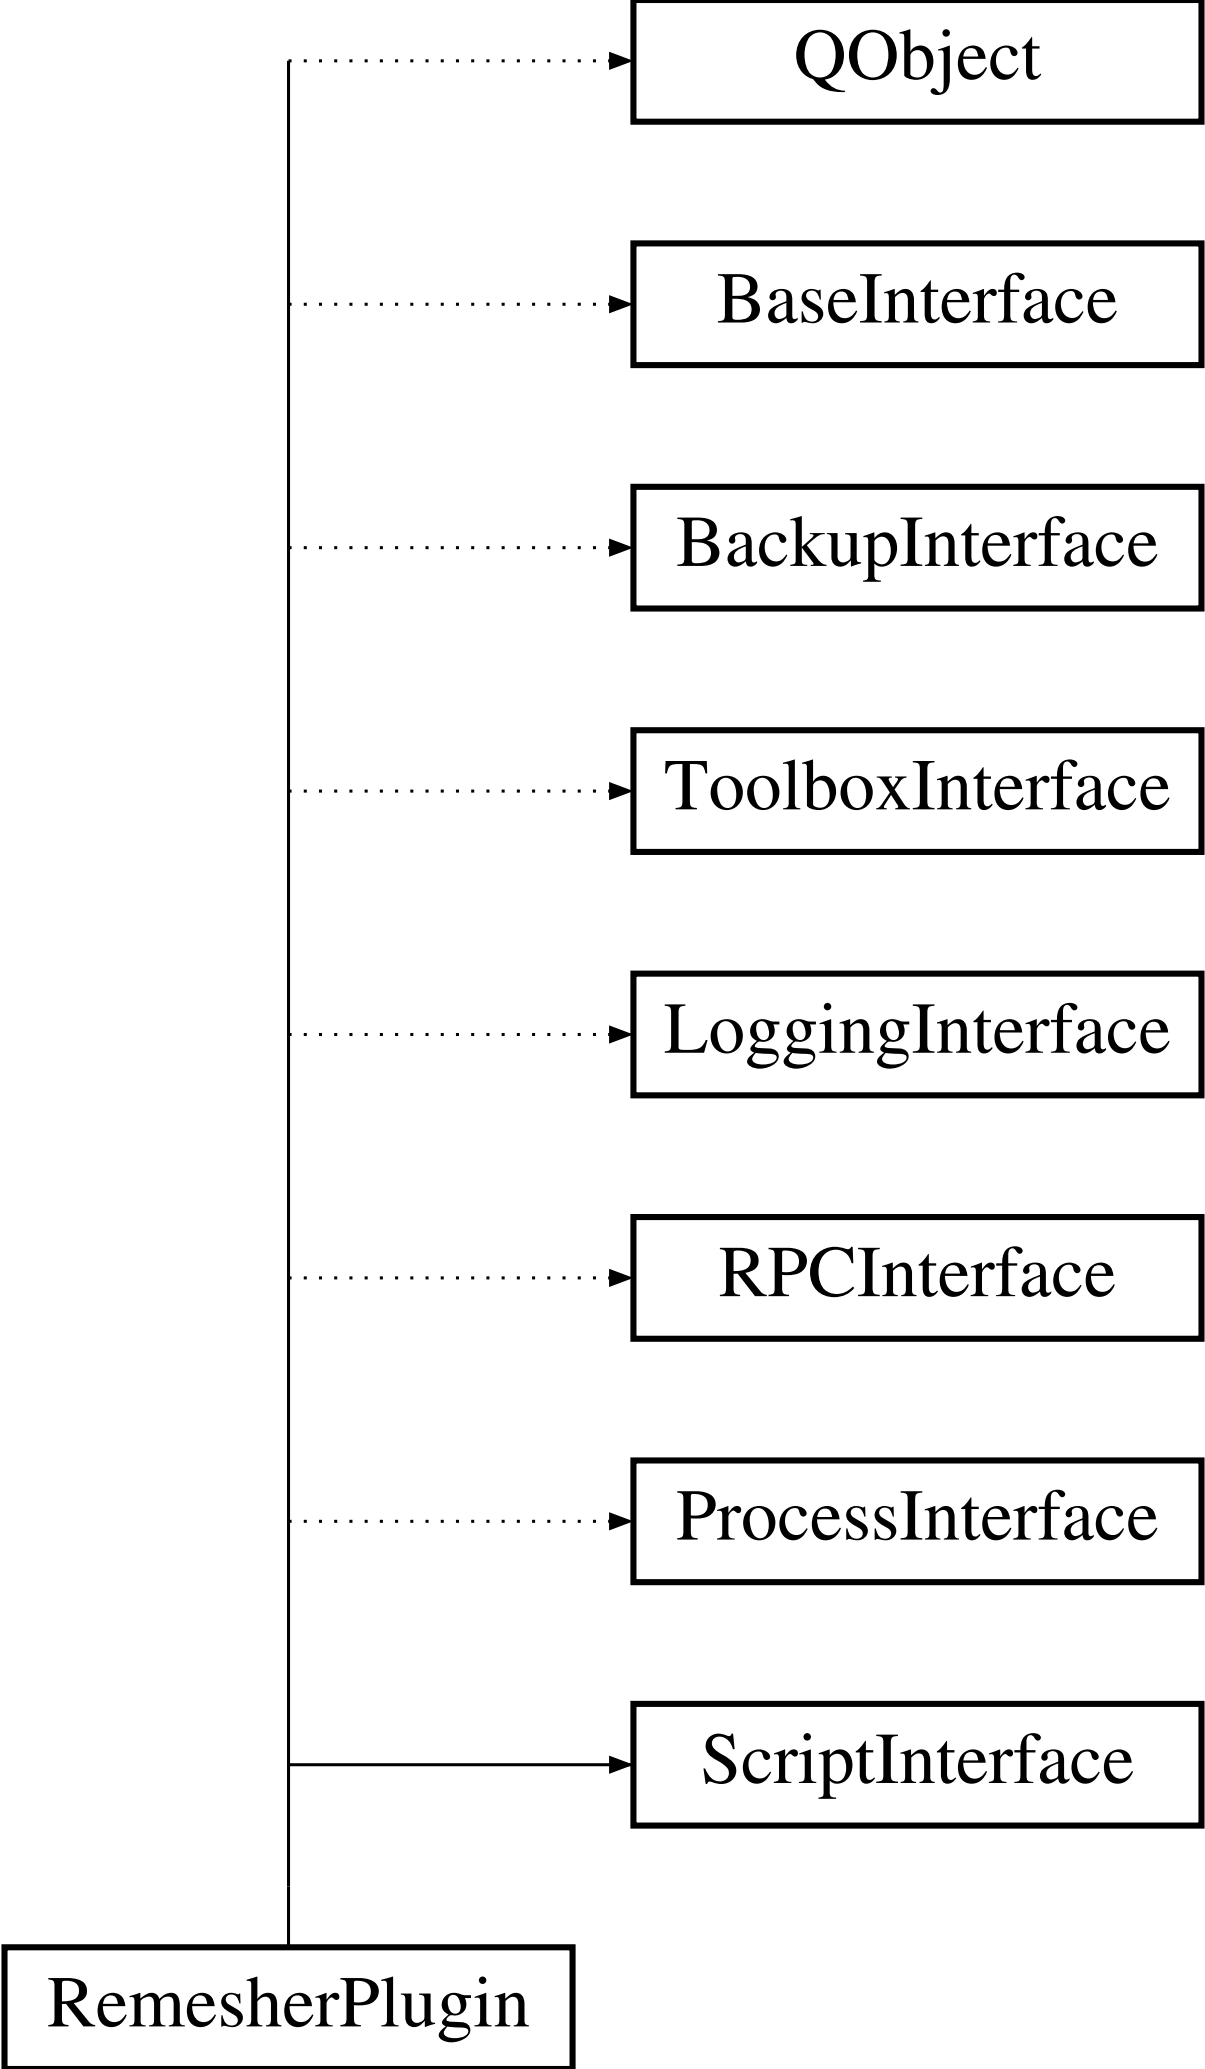 QObject
BaseInterface
BackupInterface
ToolboxInterface
LoggingInterface
RPCInterface
ProcessInterface
ScriptInterface
RemesherPlugin